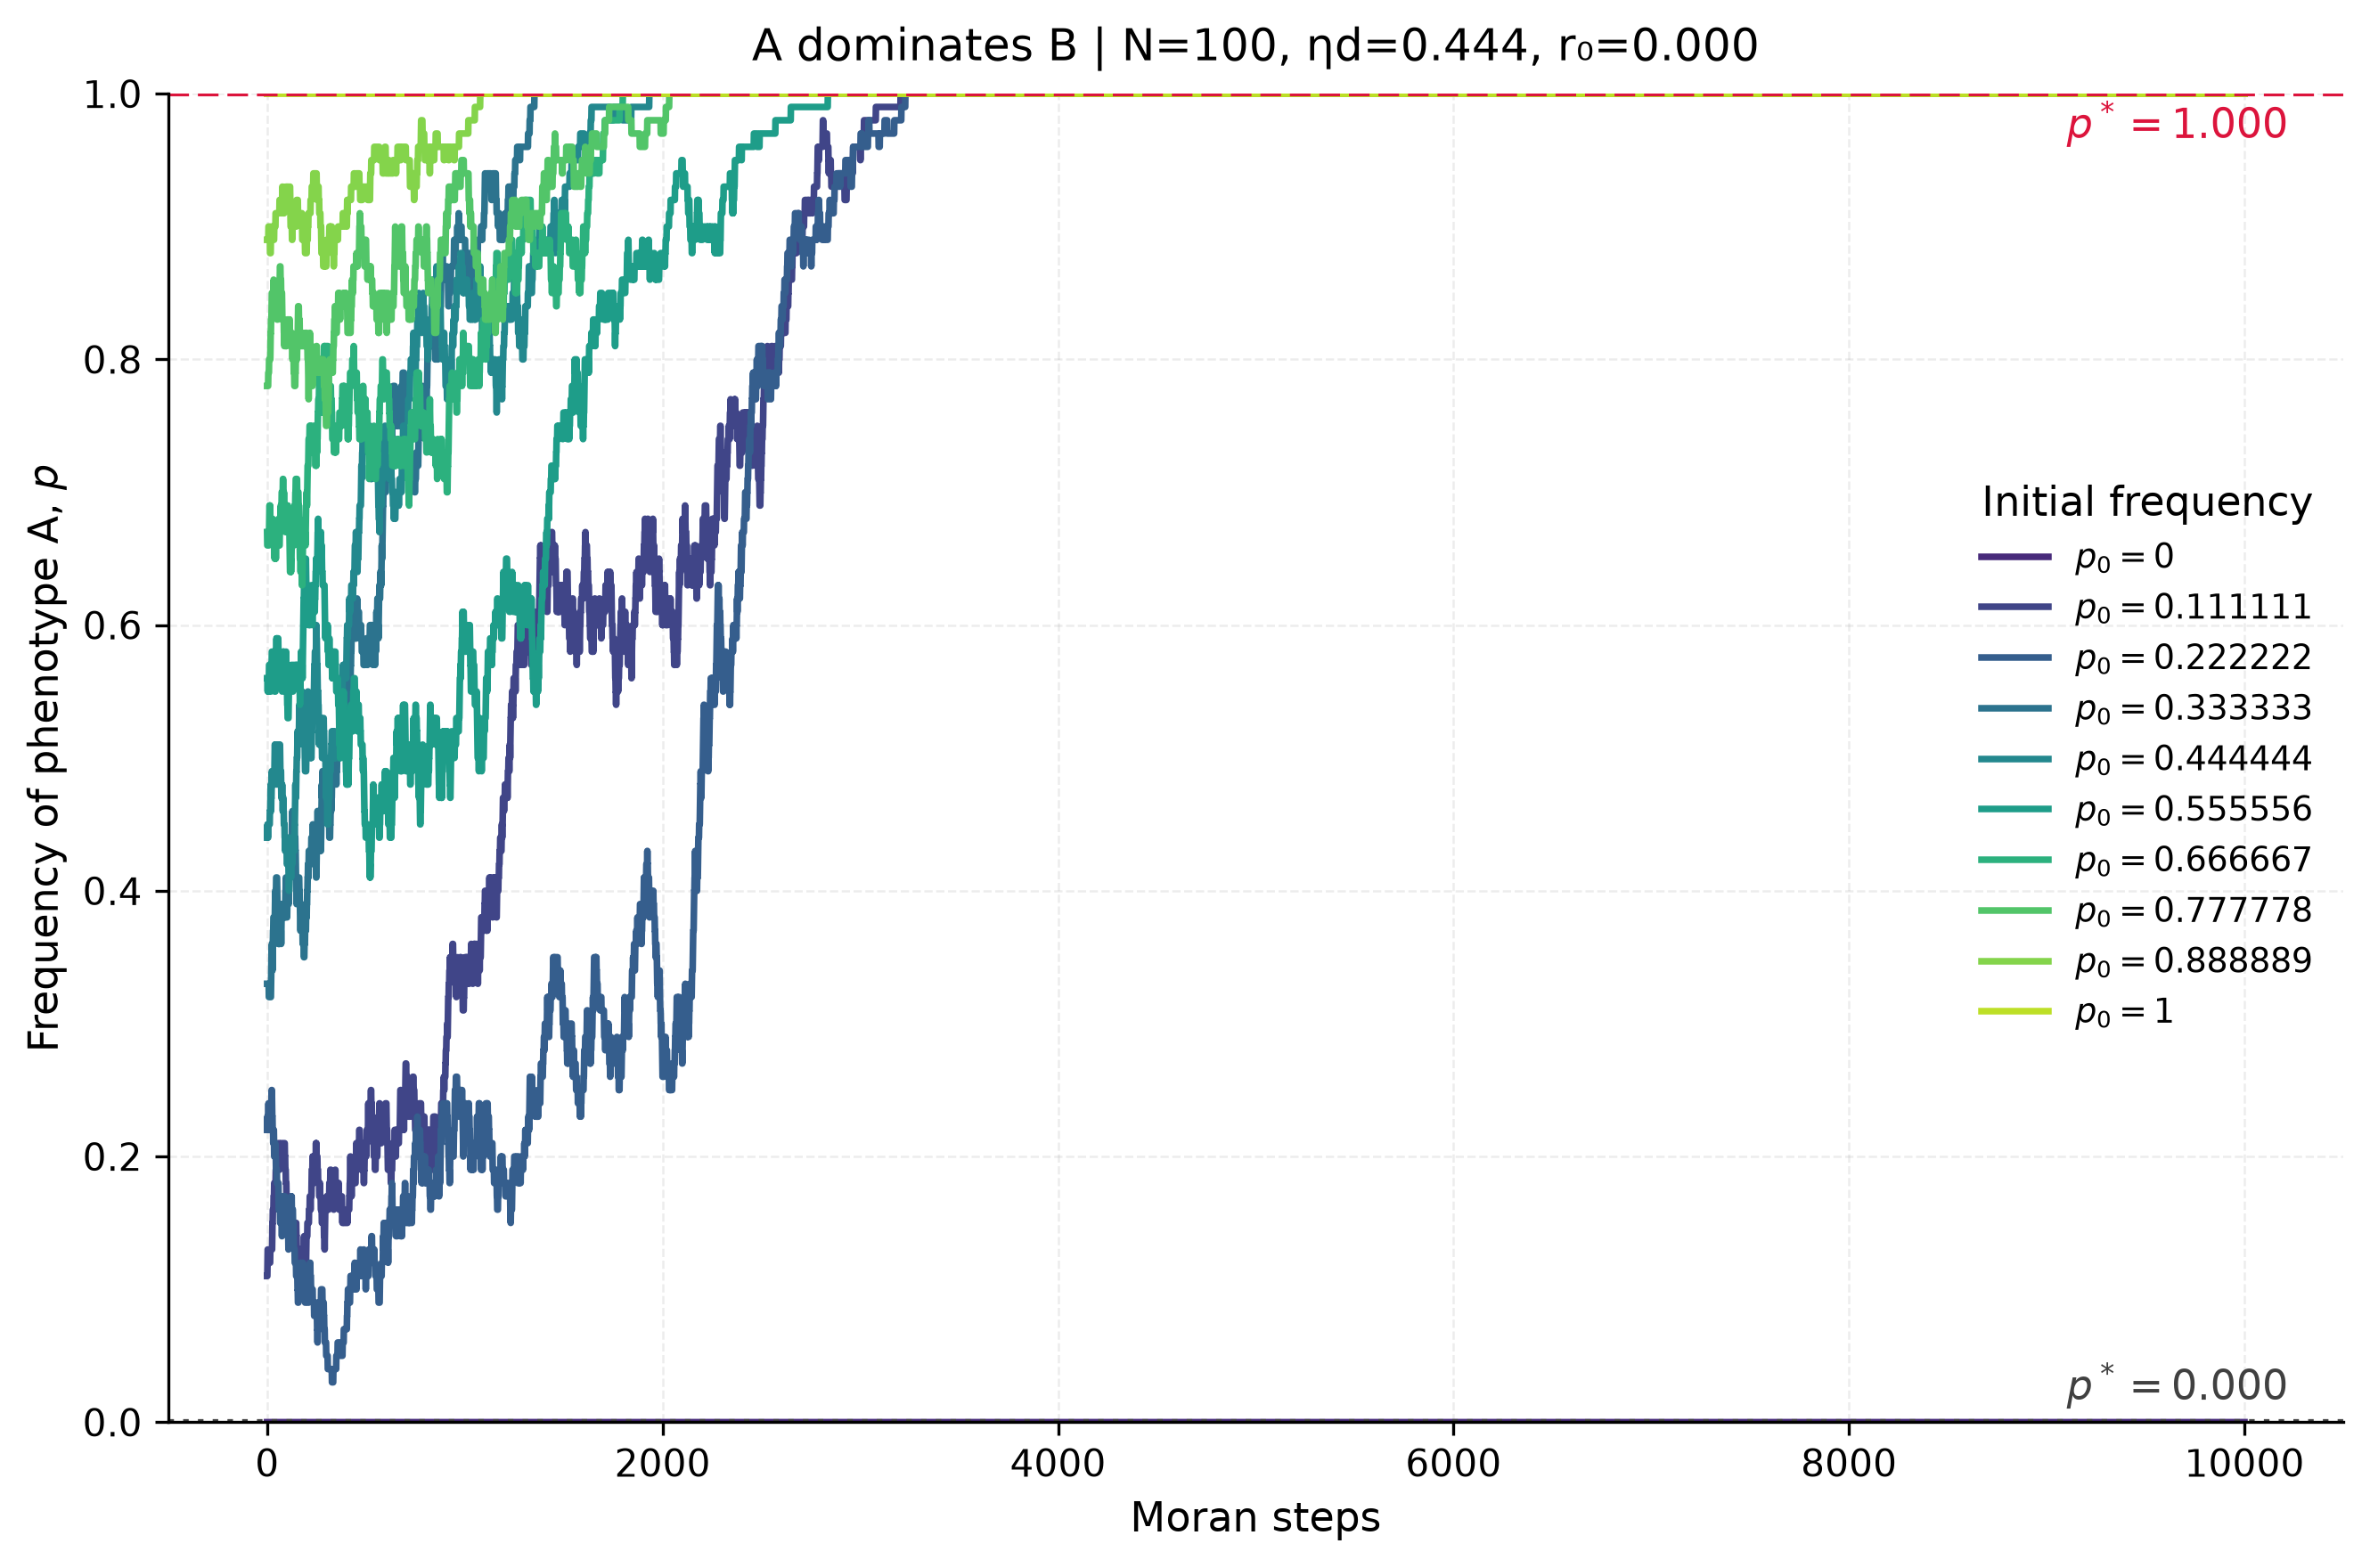 A dominates B | N=100, ηd=0.444, r₀=0.000
1.0
0.8
0.6
0.4
0.2
0.0
Frequency of phenotype A, p
p* = 1.000
Initial frequency
p₀ = 0
p₀ = 0.111111
p₀ = 0.222222
p₀ = 0.333333
p₀ = 0.444444
p₀ = 0.555556
p₀ = 0.666667
p₀ = 0.777778
p₀ = 0.888889
p₀ = 1
p* = 0.000
0 2000 4000 6000 8000 10000
Moran steps